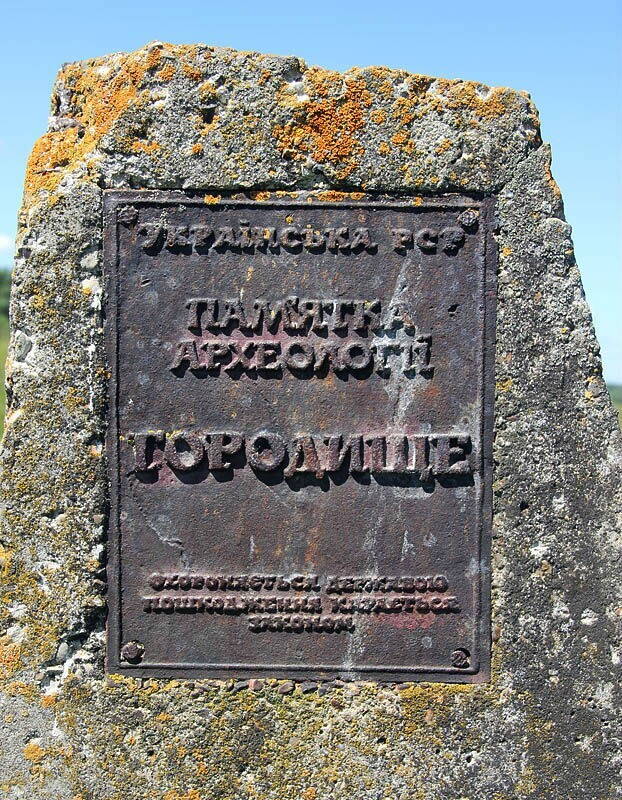 УКРАЇНСЬКА РСР
ПАМ'ЯТКА
АРХЕОЛОГІЇ
ГОРОДИЩЕ
ОХОРОНЯЄТЬСЯ ДЕРЖАВОЮ
ПОШКОДЖЕННЯ КАРАЄТЬСЯ
ЗАКОНОМ